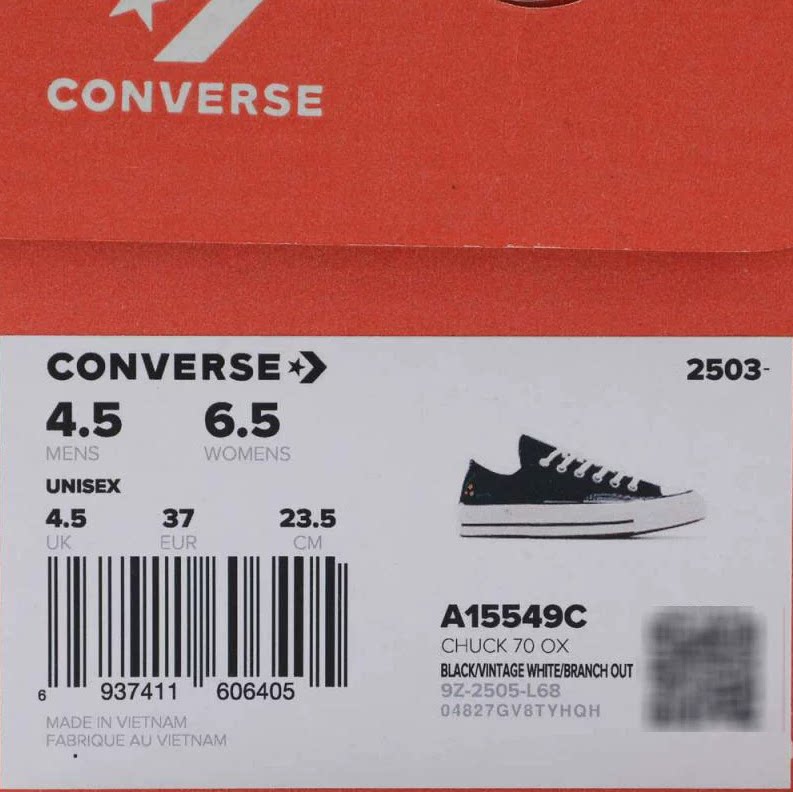 CONVERSE
CONVERSE
2503-
4.5 6.5
MENS WOMENS
UNISEX
4.5 37 23.5
UK EUR CM
6 937411 606405
MADE IN VIETNAM
FABRIQUE AU VIETNAM
A15549C
CHUCK 70 OX
BLACK/VINTAGE WHITE/BRANCH OUT
9Z-2505-L68
04827GV8TYHQH